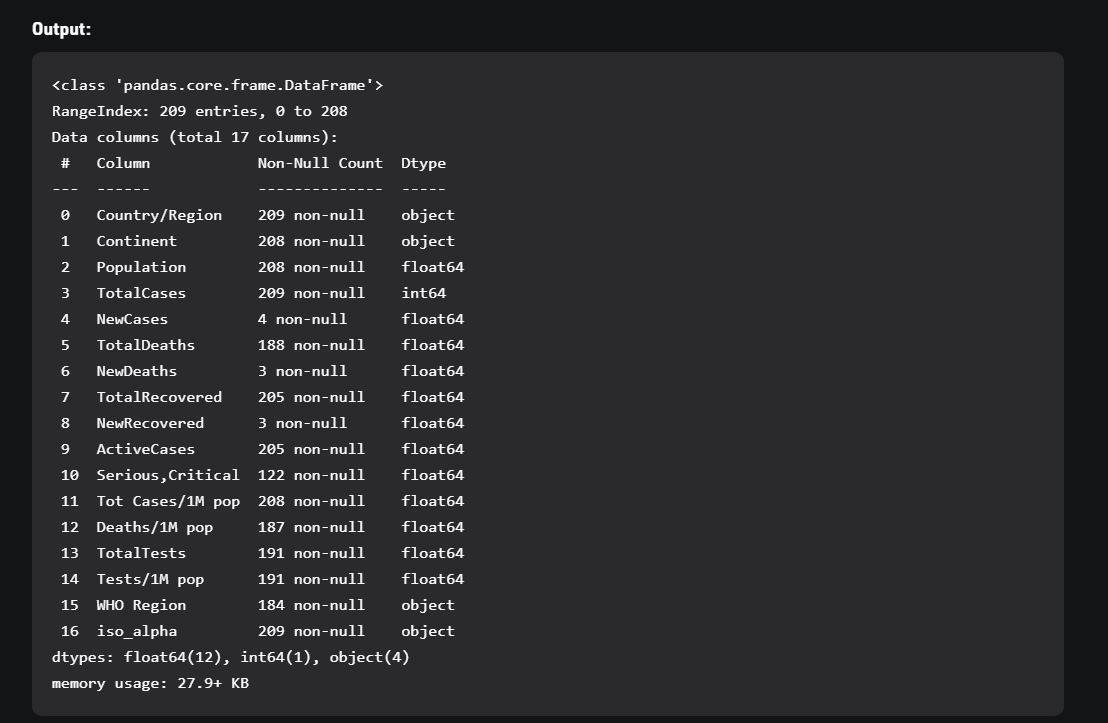 Output:
<class 'pandas.core.frame.DataFrame'>
RangeIndex: 209 entries, 0 to 208
Data columns (total 17 columns):
 #   Column            Non-Null Count  Dtype
---  ------            --------------  -----
 0   Country/Region    209 non-null    object
 1   Continent         208 non-null    object
 2   Population        208 non-null    float64
 3   TotalCases        209 non-null    int64
 4   NewCases          4 non-null      float64
 5   TotalDeaths       188 non-null    float64
 6   NewDeaths         3 non-null      float64
 7   TotalRecovered    205 non-null    float64
 8   NewRecovered      3 non-null      float64
 9   ActiveCases       205 non-null    float64
 10  Serious,Critical  122 non-null    float64
 11  Tot Cases/1M pop  208 non-null    float64
 12  Deaths/1M pop     187 non-null    float64
 13  TotalTests        191 non-null    float64
 14  Tests/1M pop      191 non-null    float64
 15  WHO Region        184 non-null    object
 16  iso_alpha         209 non-null    object
dtypes: float64(12), int64(1), object(4)
memory usage: 27.9+ KB